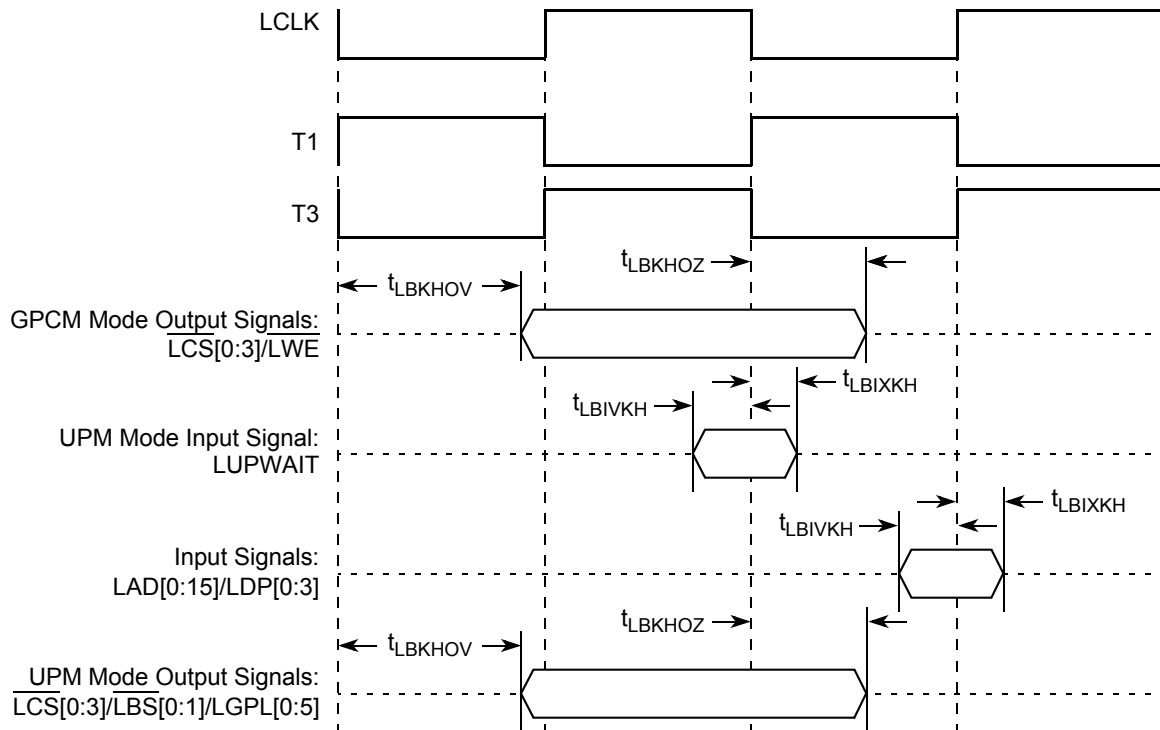 LCLK
T1
T3
tLBKHOZ
tLBKHOV
GPCM Mode Output Signals:
LCS[0:3]/LWE
tLBIXKH
tLBIVKH
UPM Mode Input Signal:
LUPWAIT
tLBIXKH
tLBIVKH
Input Signals:
LAD[0:15]/LDP[0:3]
tLBKHOZ
tLBKHOV
UPM Mode Output Signals:
LCS[0:3]/LBS[0:1]/LGPL[0:5]